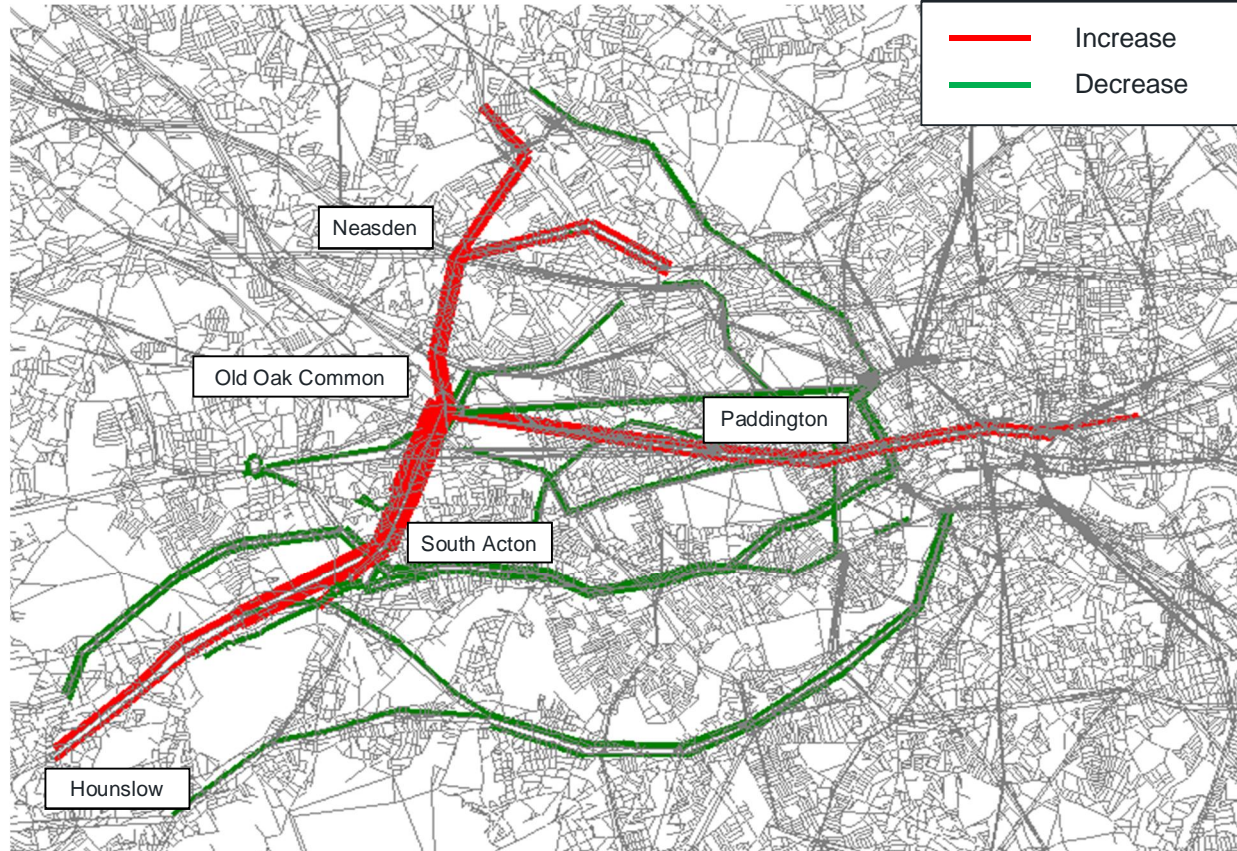 Increase
Decrease
Neasden
Old Oak Common
Paddington
South Acton
Hounslow